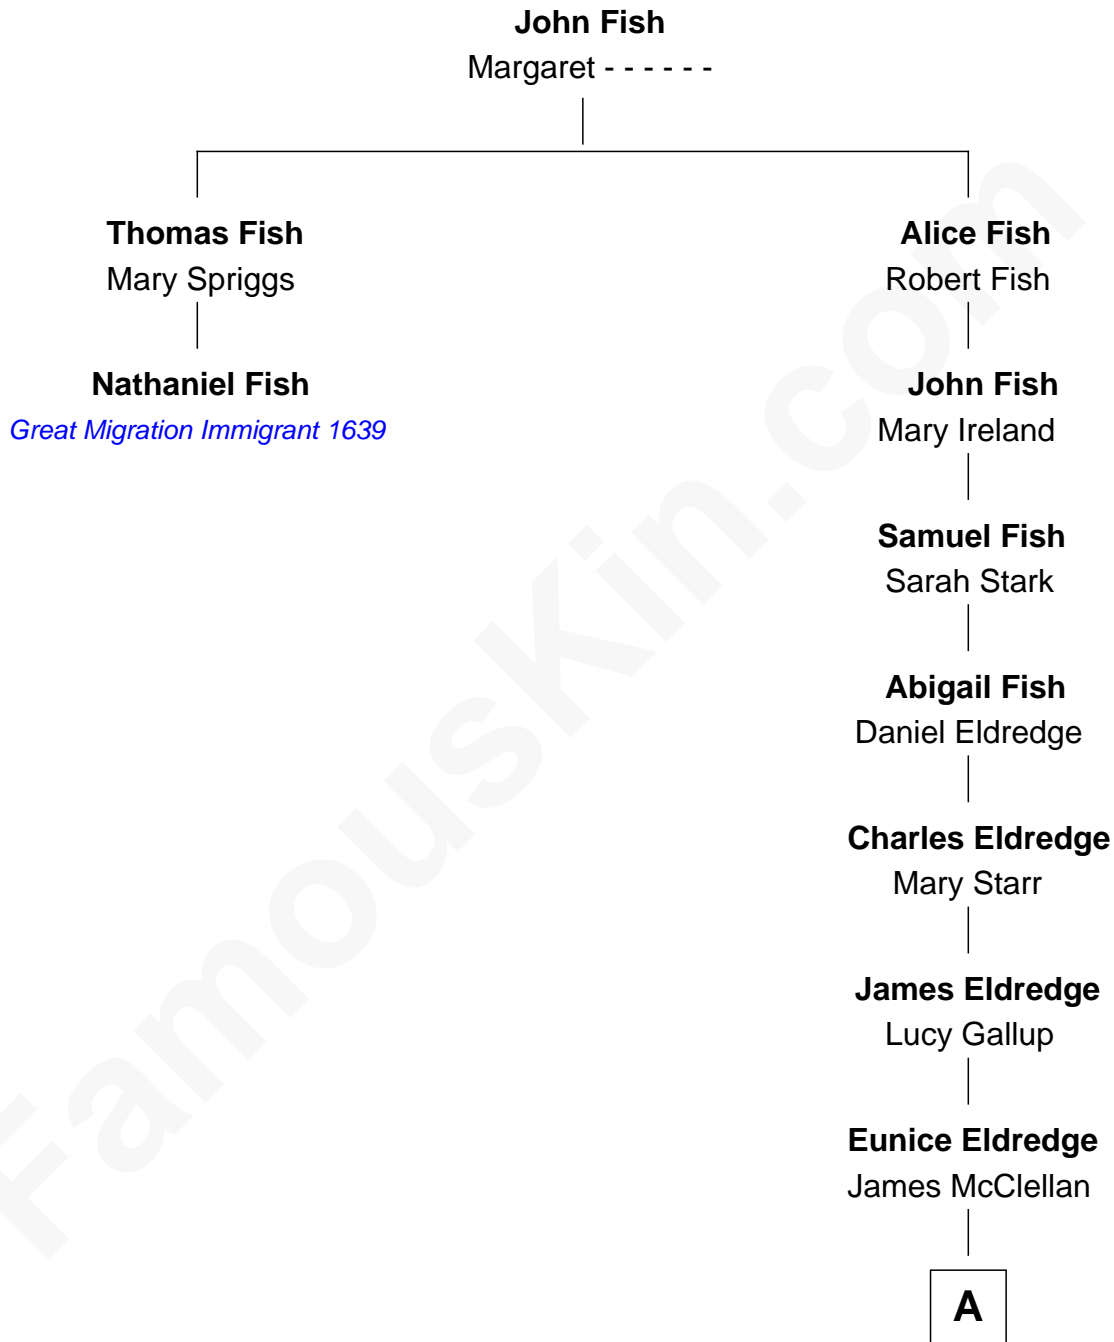 John Fish
Margaret - - - - - -
Thomas Fish
Mary Spriggs
Alice Fish
Robert Fish
Nathaniel Fish
Great Migration Immigrant 1639
John Fish
Mary Ireland
Samuel Fish
Sarah Stark
Abigail Fish
Daniel Eldredge
Charles Eldredge
Mary Starr
James Eldredge
Lucy Gallup
Eunice Eldredge
James McClellan
A
FamousKin.com